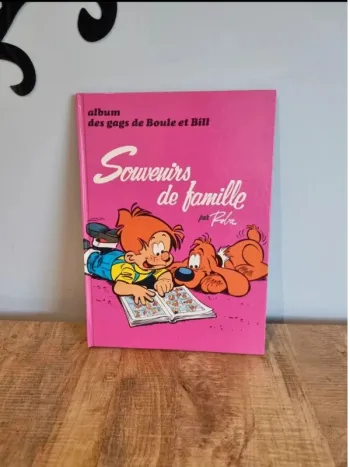 album
des gags de Boule et Bill
Souvenirs
de famille
par Roba